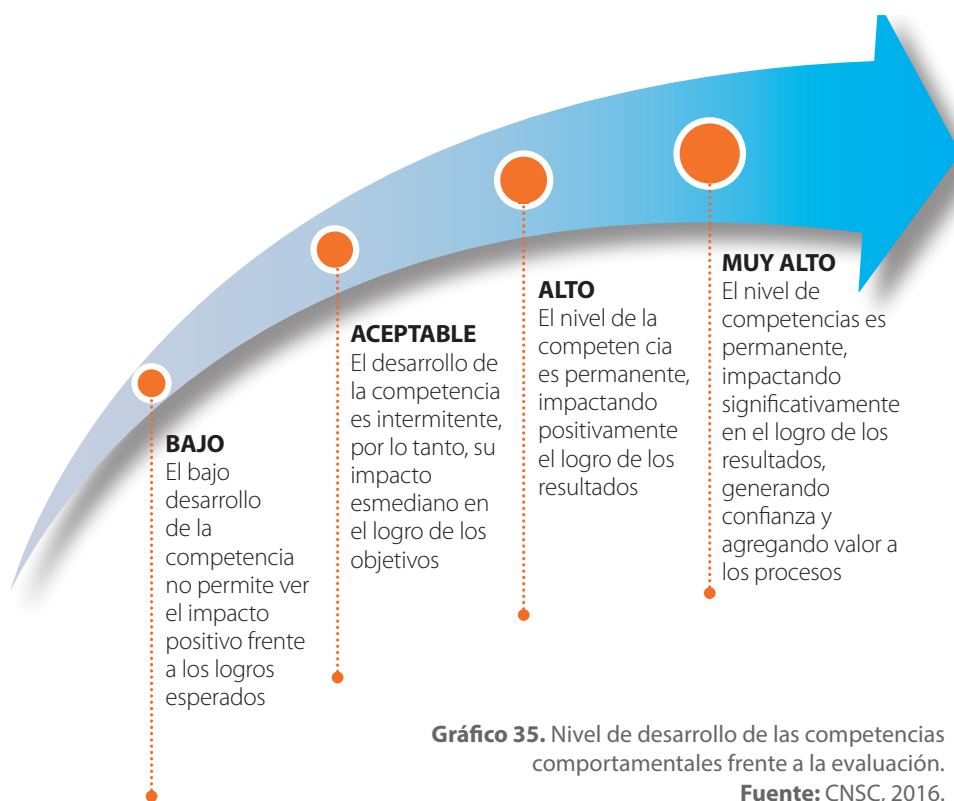 BAJO
El bajo
desarrollo
de la
competencia
no permite ver
el impacto
positivo frente
a los logros
esperados
ACEPTABLE
El desarrollo de
la competencia
es intermitente,
por lo tanto, su
impacto
esmediano en
el logro de los
objetivos
ALTO
El nivel de la
competen cia
es permanente,
impactando
positivamente
el logro de los
resultados
MUY ALTO
El nivel de
competencias es
permanente,
impactando
significativamente
en el logro de los
resultados,
generando
confianza y
agregando valor a
los procesos
Gráfico 35. Nivel de desarrollo de las competencias
comportamentales frente a la evaluación.
Fuente: CNSC, 2016.